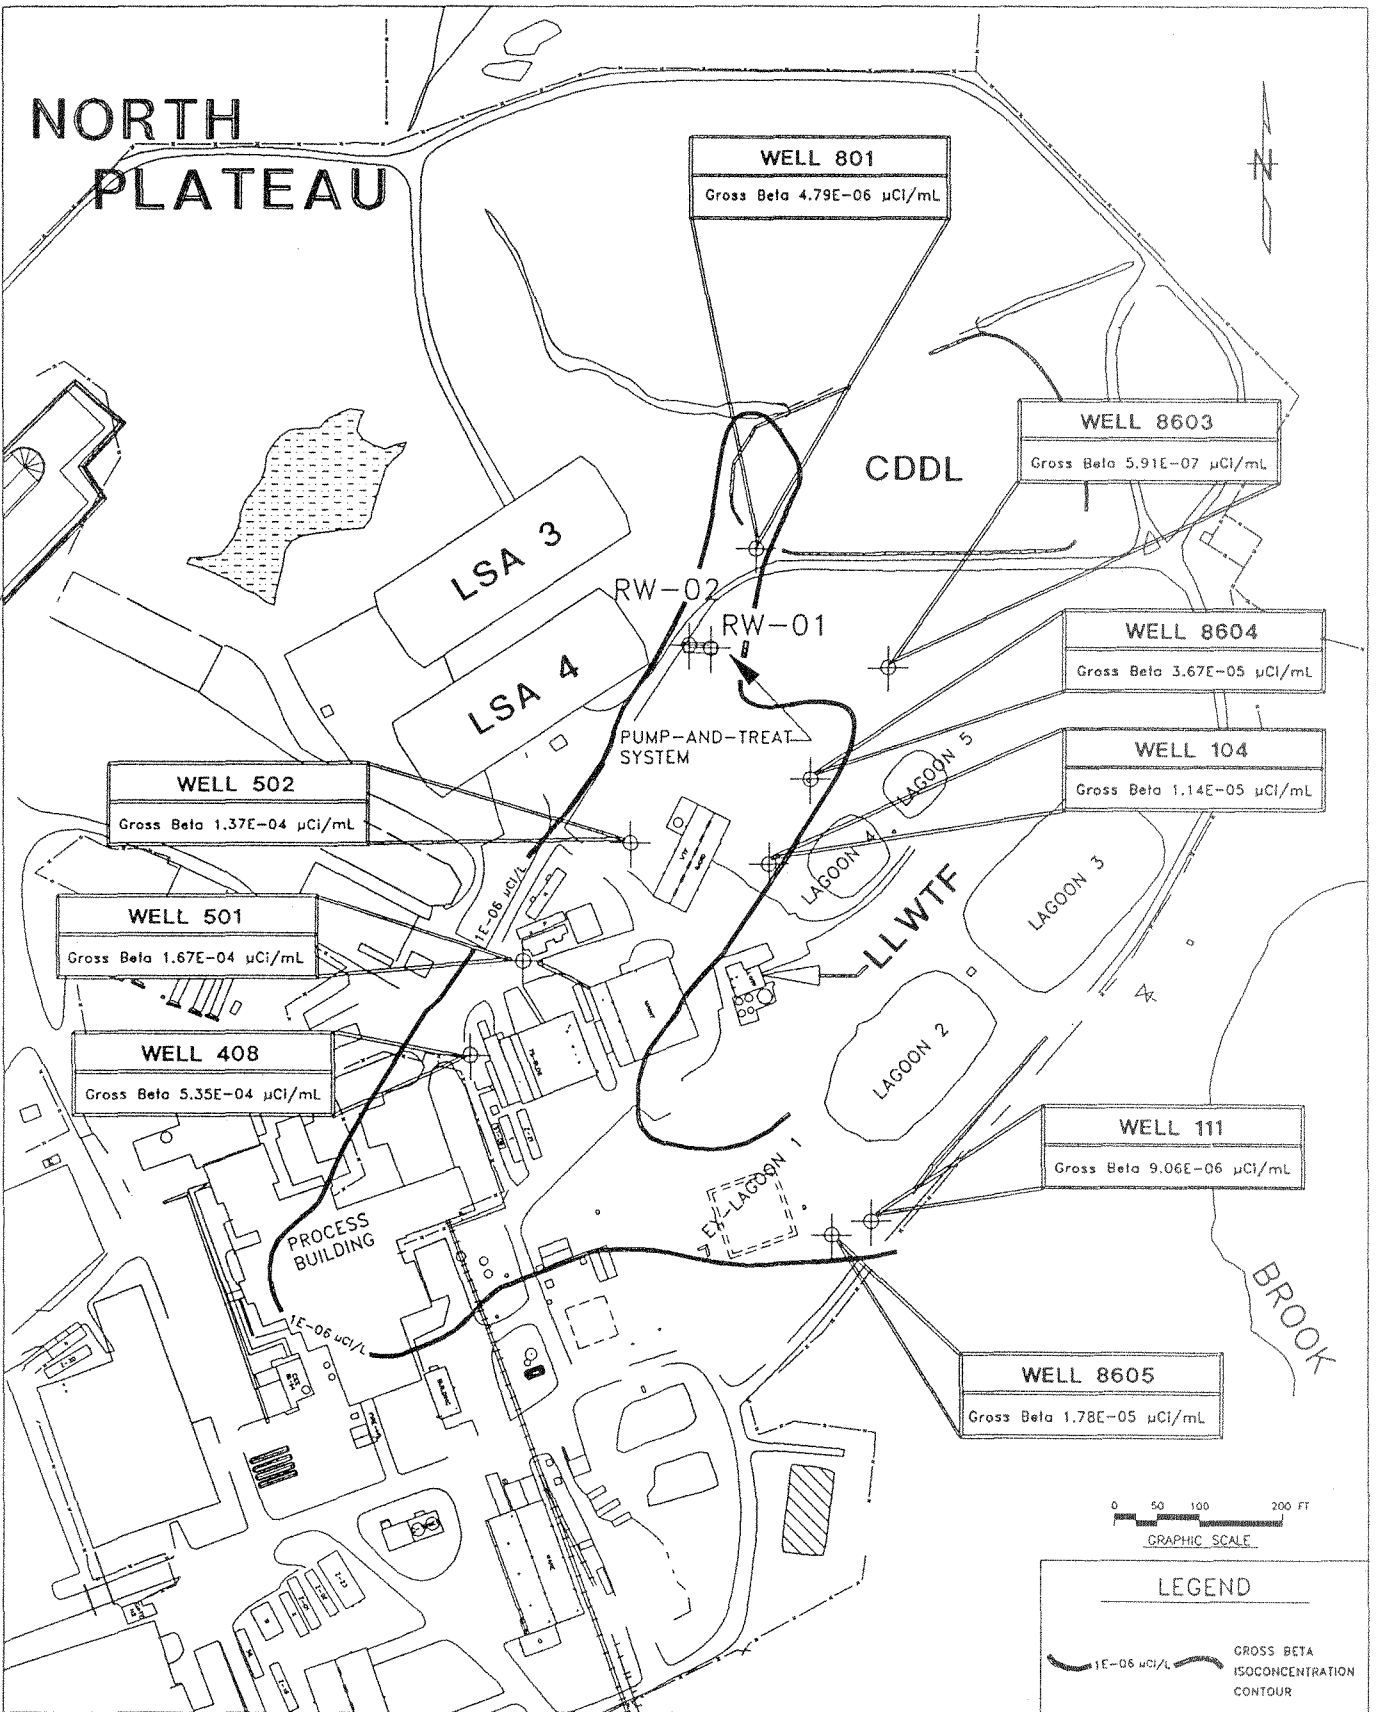 NORTH
PLATEAU
WELL 801
Gross Beta 4.79E-06 µCi/mL
N
WELL 8603
Gross Beta 5.91E-07 µCi/mL
CDDL
LSA 3
RW-02
RW-01
WELL 8604
Gross Beta 3.67E-05 µCi/mL
LSA 4
PUMP-AND-TREAT
SYSTEM
LAGOON 5
WELL 104
Gross Beta 1.14E-05 µCi/mL
WELL 502
Gross Beta 1.37E-04 µCi/mL
LAGOON 4
LAGOON 3
1E-06 µCi/L
LLWTF
WELL 501
Gross Beta 1.67E-04 µCi/mL
WELL 408
Gross Beta 5.35E-04 µCi/mL
LAGOON 2
WELL 111
Gross Beta 9.06E-06 µCi/mL
EX-LAGOON 1
PROCESS
BUILDING
1E-06 µCi/L
BROOK
WELL 8605
Gross Beta 1.78E-05 µCi/mL
0 50 100 200 FT
GRAPHIC SCALE
LEGEND
1E-06 µCi/L
GROSS BETA
ISOCONCENTRATION
CONTOUR